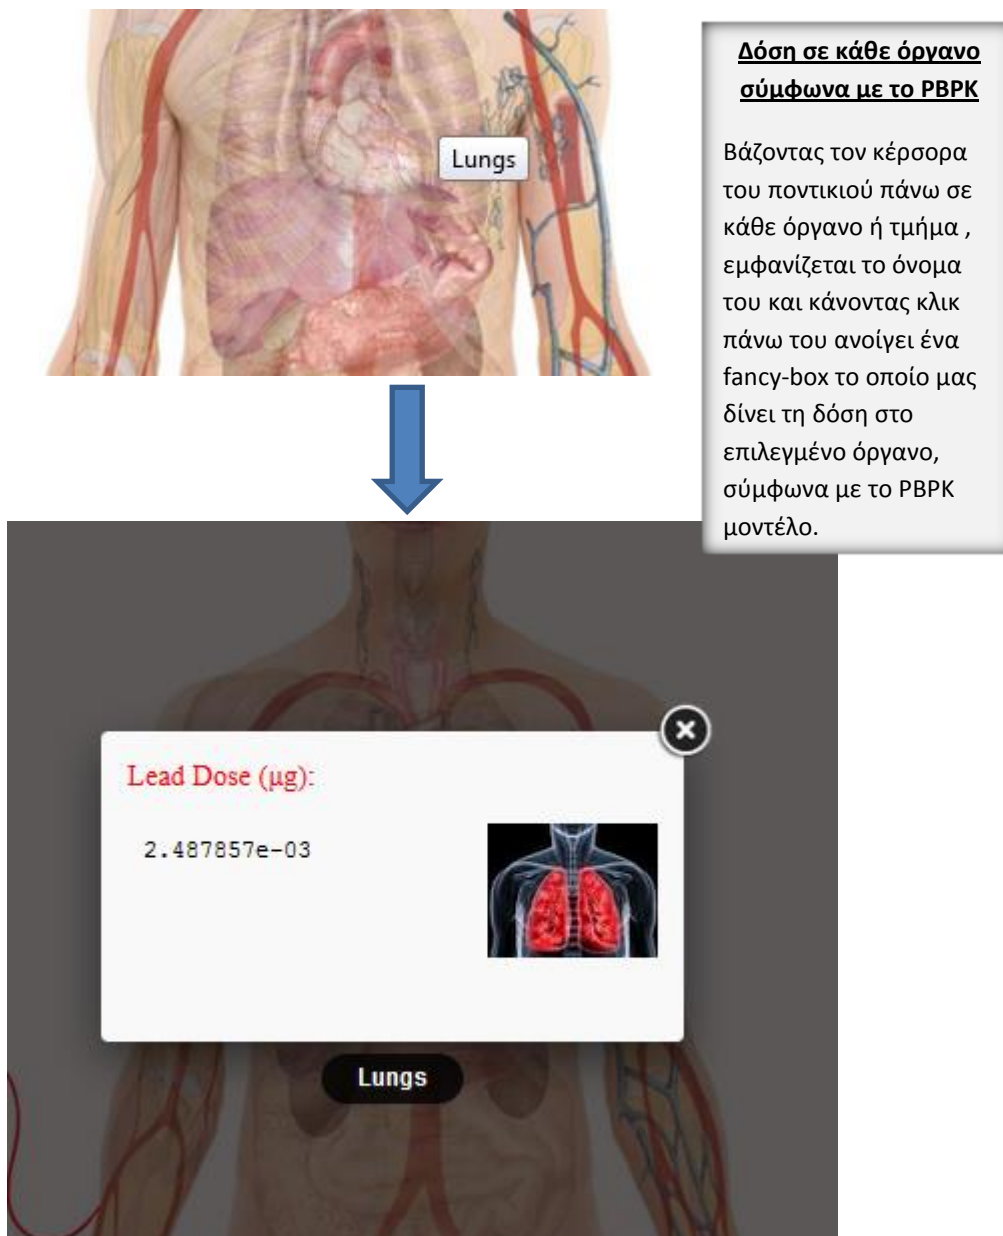 Lungs
Δόση σε κάθε όργανο
σύμφωνα με το PBPK
Βάζοντας τον κέρσορα
του ποντικιού πάνω σε
κάθε όργανο ή τμήμα ,
εμφανίζεται το όνομα
του και κάνοντας κλικ
πάνω του ανοίγει ένα
fancy-box το οποίο μας
δίνει τη δόση στο
επιλεγμένο όργανο,
σύμφωνα με το PBPK
μοντέλο.
Lead Dose (μg):
2.487857e-03
Lungs